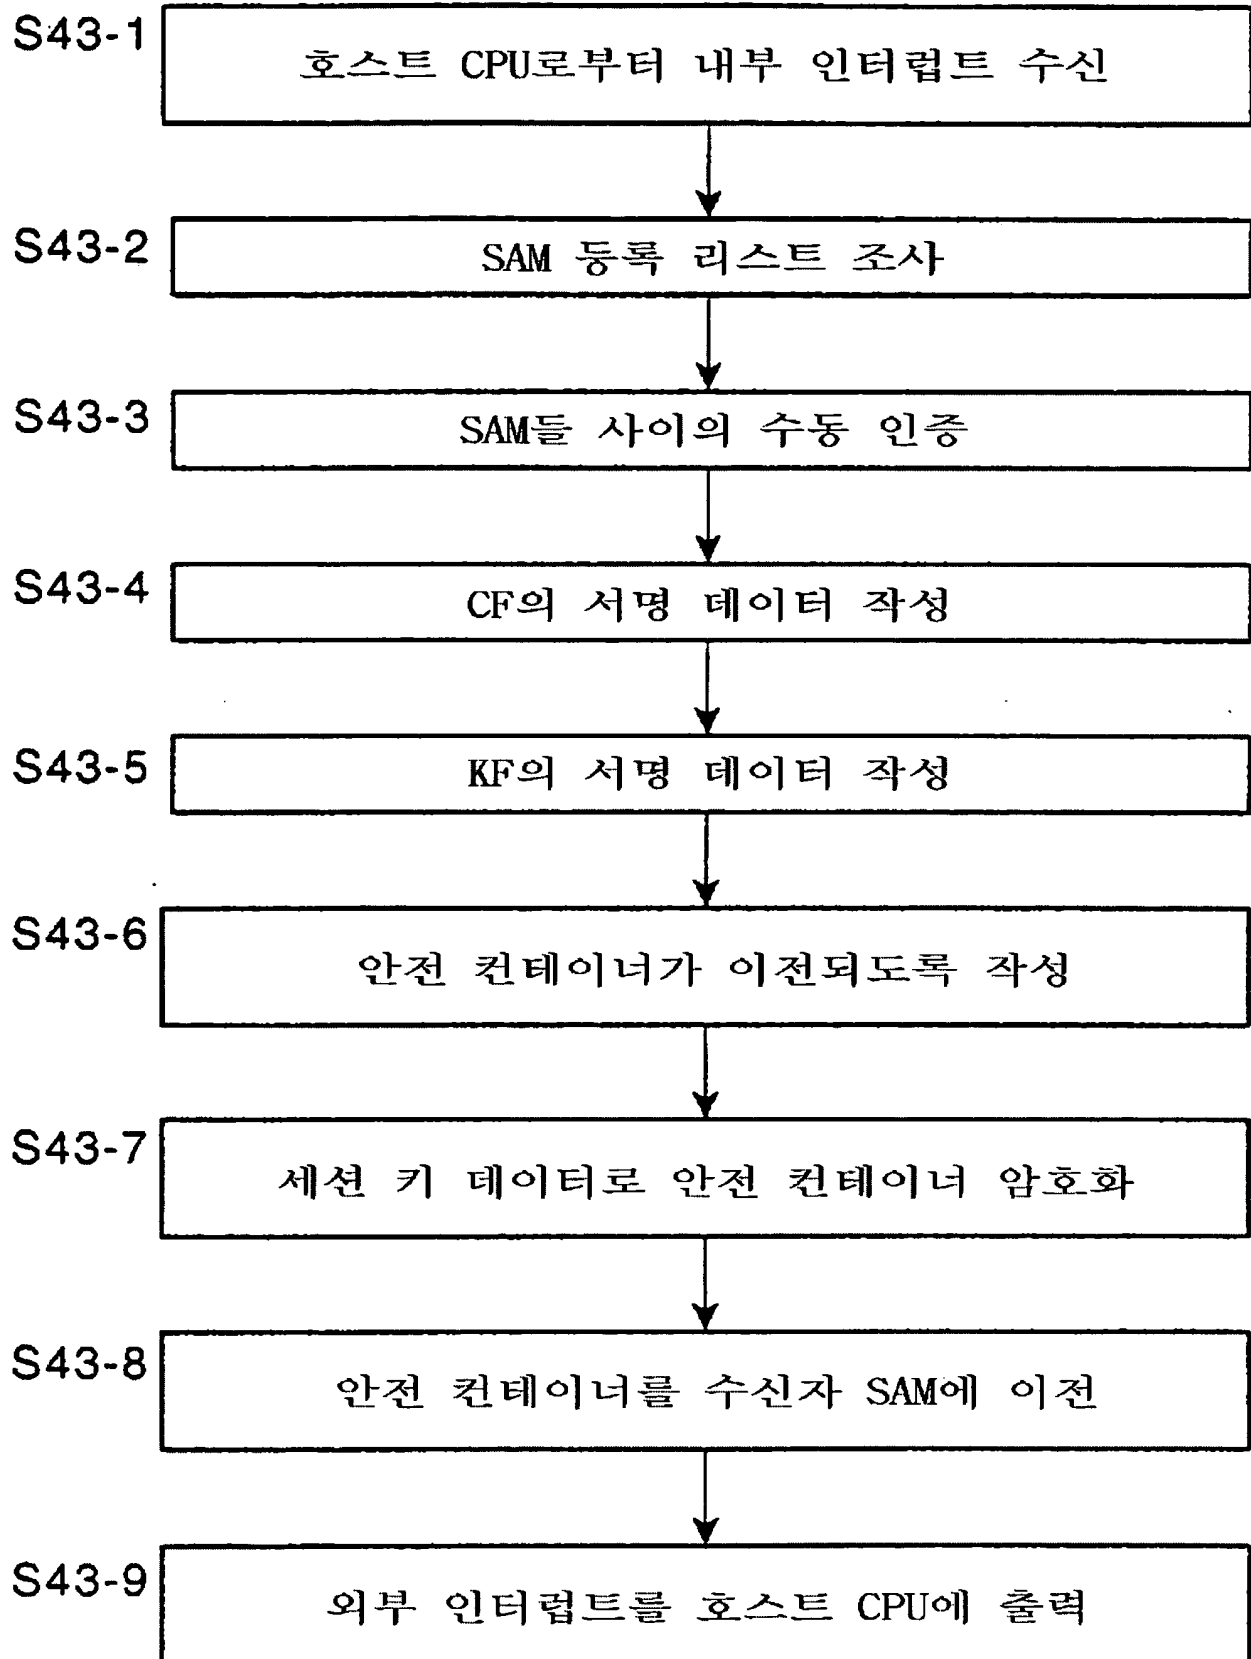 S43-1
호스트 CPU로부터 내부 인터럽트 수신
S43-2
SAM 등록 리스트 조사
S43-3
SAM들 사이의 수동 인증
S43-4
CF의 서명 데이터 작성
S43-5
KF의 서명 데이터 작성
S43-6
안전 컨테이너가 이전되도록 작성
S43-7
세션 키 데이터로 안전 컨테이너 암호화
S43-8
안전 컨테이너를 수신자 SAM에 이전
S43-9
외부 인터럽트를 호스트 CPU에 출력